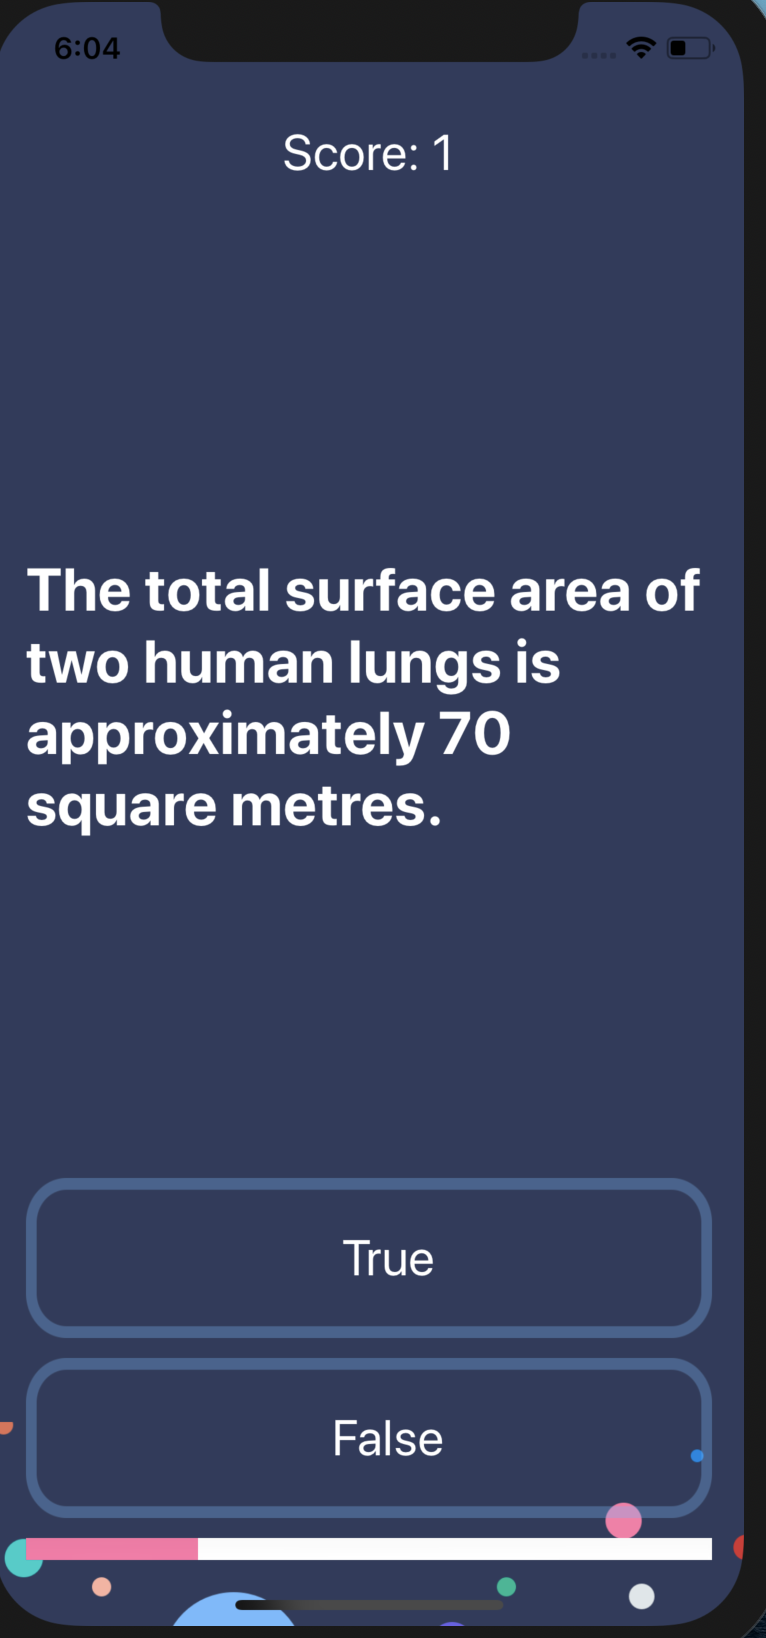 6:04
Score: 1
The total surface area of
two human lungs is
approximately 70
square metres.
True
False